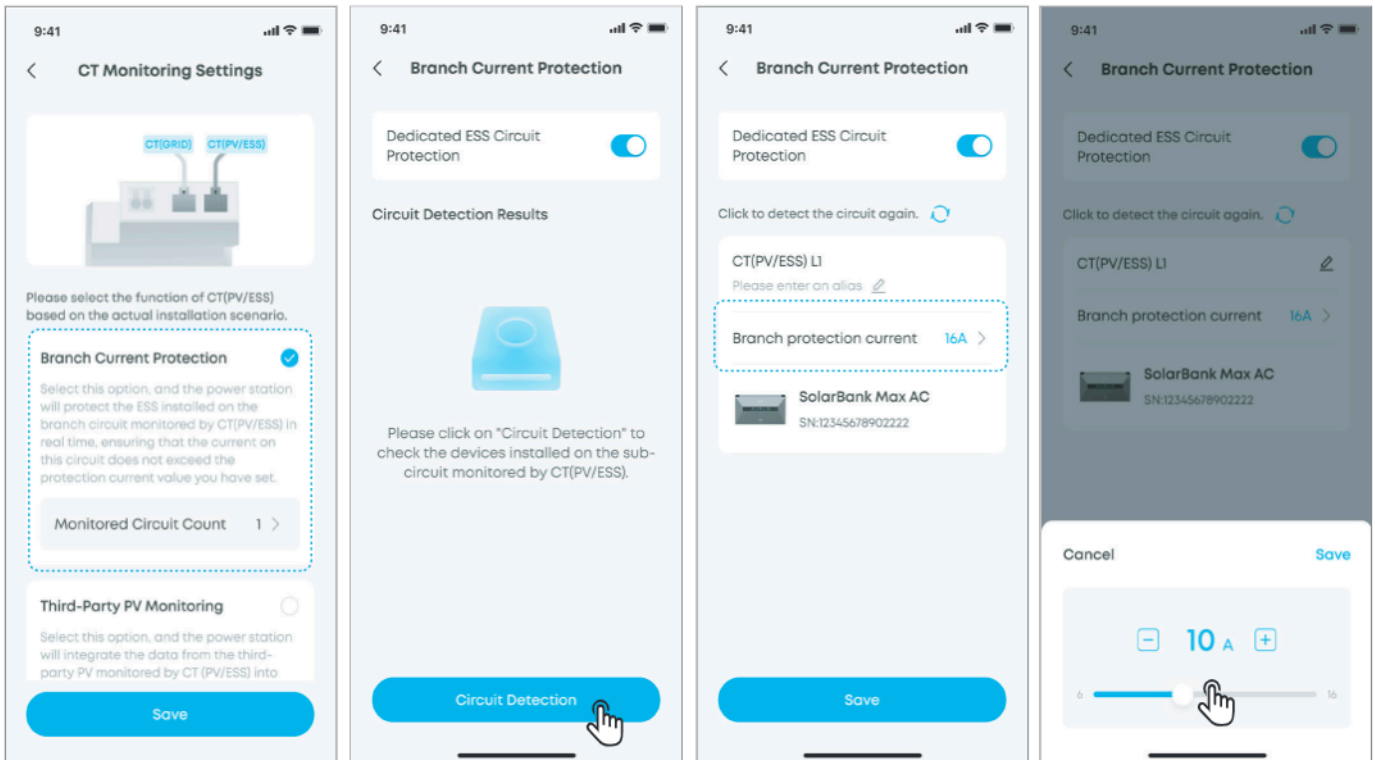 9:41
CT Monitoring Settings
CT(GRID) CT(PV/ESS)
Please select the function of CT(PV/ESS)
based on the actual installation scenario.
Branch Current Protection
Select this option, and the power station
will protect the ESS installed on the
branch circuit monitored by CT(PV/ESS) in
real time, ensuring that the current on
this circuit does not exceed the
protection current value you have set.
Monitored Circuit Count 1
Third-Party PV Monitoring
Select this option, and the power station
will integrate the data from the third-
party PV monitored by CT (PV/ESS) into
Save
9:41
Branch Current Protection
Dedicated ESS Circuit
Protection
Circuit Detection Results
Please click on "Circuit Detection" to
check the devices installed on the sub-
circuit monitored by CT(PV/ESS).
Circuit Detection
9:41
Branch Current Protection
Dedicated ESS Circuit
Protection
Click to detect the circuit again.
CT(PV/ESS) L1
Please enter an alias
Branch protection current 16A
SolarBank Max AC
SN:12345678902222
Save
9:41
Branch Current Protection
Dedicated ESS Circuit
Protection
Click to detect the circuit again.
CT(PV/ESS) L1
Branch protection current 16A
SolarBank Max AC
SN:12345678902222
Cancel Save
10 A
6 16